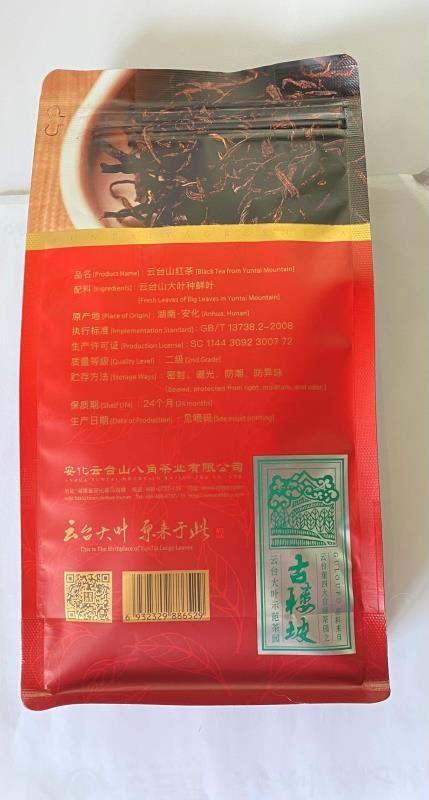 品名 [Product Name] : 云台山红茶 [Black Tea from Yuntai Mountain]
配料 [Ingredients] : 云台山大叶种鲜叶
[Fresh Leaves of Big Leaves in Yuntai Mountain]
原产地 [Place of Origin] : 湖南·安化 [Anhua, Hunan]
执行标准 [Implementation Standard] : GB/T 13738.2-2008
生产许可证 [Production License] : SC 1144 3092 3007 72
质量等级 [Quality Level] : 二级 [2nd Grade]
贮存方法 [Storage Ways] : 密封、避光、防潮、防异味
[Sealed, protected from light, moisture, and odor.]
保质期 [Shelf Life] : 24个月 [24 months]
生产日期 [Date of Production] : 见喷码 [See inkjet printing]
安化云台山八角茶业有限公司
云台大叶 原来于此
This is The Birthplace of YunTai Large Leaves
6 932329 886529
古楼坡
云台大叶示范茶园